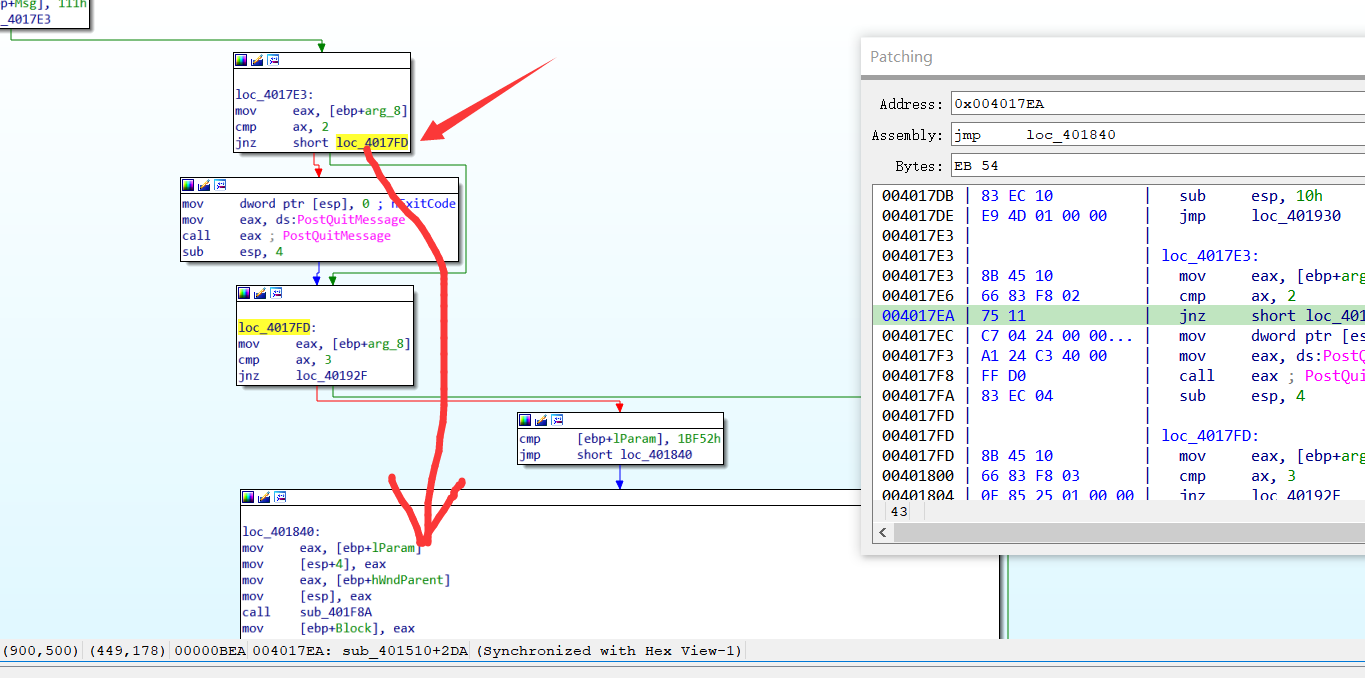 p+Msg], 111h
_4017E3
loc_4017E3:
mov eax, [ebp+arg_8]
cmp ax, 2
jnz short loc_4017FD
mov dword ptr [esp], 0 ; nExitCode
mov eax, ds:PostQuitMessage
call eax ; PostQuitMessage
sub esp, 4
loc_4017FD:
mov eax, [ebp+arg_8]
cmp ax, 3
jnz loc_40192F
cmp [ebp+lParam], 1BF52h
jmp short loc_401840
loc_401840:
mov eax, [ebp+lParam]
mov [esp+4], eax
mov eax, [ebp+hWndParent]
mov [esp], eax
call sub_401F8A
mov [ebp+Block], eax
Patching
Address: 0x004017EA
Assembly: jmp loc_401840
Bytes: EB 54
004017DB | 83 EC 10 | sub esp, 10h
004017DE | E9 4D 01 00 00 | jmp loc_401930
004017E3 | |
004017E3 | | loc_4017E3:
004017E3 | 8B 45 10 | mov eax, [ebp+arg
004017E6 | 66 83 F8 02 | cmp ax, 2
004017EA | 75 11 | jnz short loc_401
004017EC | C7 04 24 00 00... | mov dword ptr [es
004017F3 | A1 24 C3 40 00 | mov eax, ds:PostQ
004017F8 | FF D0 | call eax ; PostQui
004017FA | 83 EC 04 | sub esp, 4
004017FD | |
004017FD | | loc_4017FD:
004017FD | 8B 45 10 | mov eax, [ebp+arg
00401800 | 66 83 F8 03 | cmp ax, 3
00401804 | 0F 85 25 01 00 00 | jnz loc_40192F
43
(900,500) (449,178) 00000BEA 004017EA: sub_401510+2DA (Synchronized with Hex View-1)